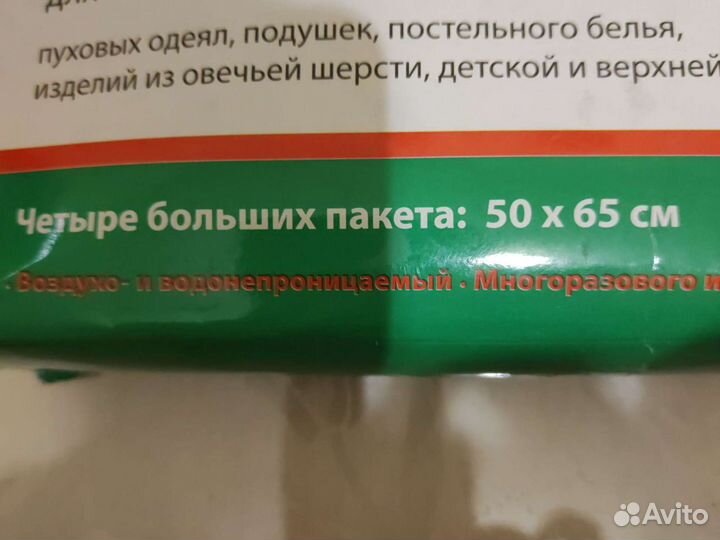 пуховых одеял, подушек, постельного белья,
изделий из овечьей шерсти, детской и верхней
Четыре больших пакета: 50 x 65 см
· Воздухо- и водонепроницаемый · Многоразового и
Avito